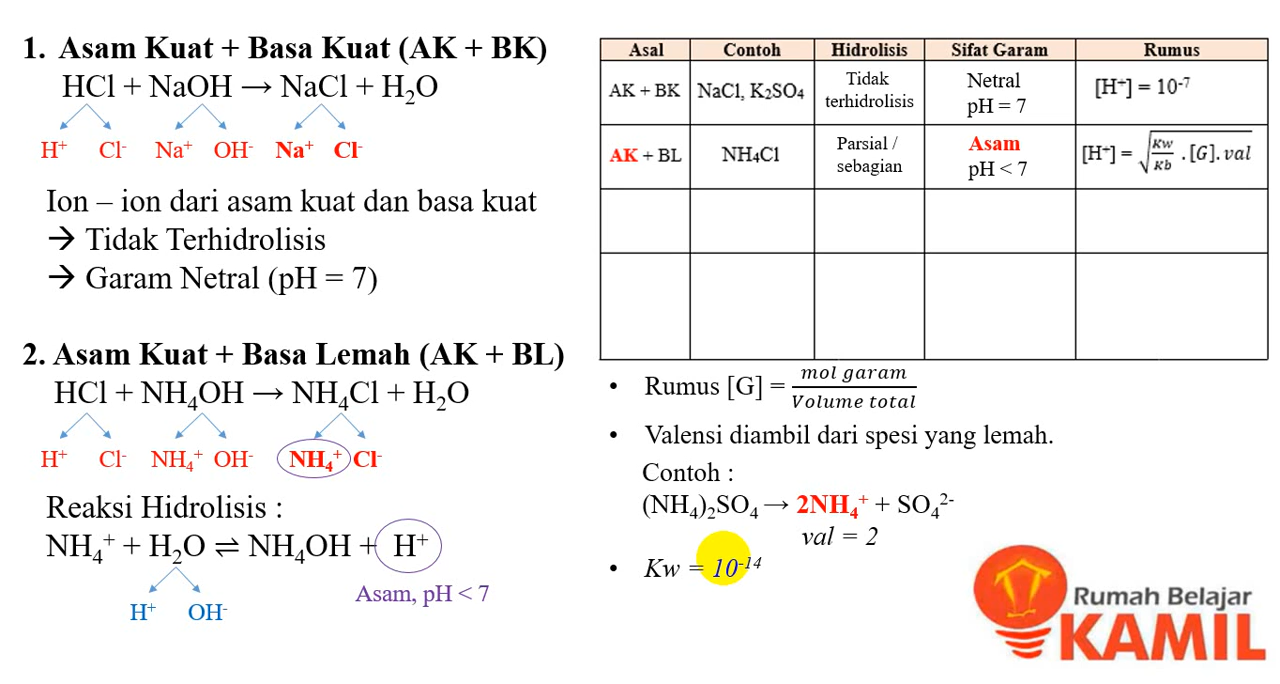 1. Asam Kuat + Basa Kuat (AK + BK)
HCl + NaOH → NaCl + H₂O
H⁺ Cl⁻ Na⁺ OH⁻ Na⁺ Cl⁻
Ion – ion dari asam kuat dan basa kuat
→ Tidak Terhidrolisis
→ Garam Netral (pH = 7)
2. Asam Kuat + Basa Lemah (AK + BL)
HCl + NH₄OH → NH₄Cl + H₂O
H⁺ Cl⁻ NH₄⁺ OH⁻ NH₄⁺ Cl⁻
Reaksi Hidrolisis :
NH₄⁺ + H₂O ⇌ NH₄OH + H⁺
Asam, pH < 7
H⁺ OH⁻
Asal Contoh Hidrolisis Sifat Garam Rumus
AK + BK NaCl, K₂SO₄ Tidak terhidrolisis Netral pH = 7 [H⁺] = 10⁻⁷
AK + BL NH₄Cl Parsial / sebagian Asam pH < 7 [H⁺] = √(Kw/Kb . [G]. val)
• Rumus [G] = mol garam / Volume total
• Valensi diambil dari spesi yang lemah.
Contoh :
(NH₄)₂SO₄ → 2NH₄⁺ + SO₄²⁻
val = 2
• Kw = 10⁻¹⁴
Rumah Belajar
KAMIL